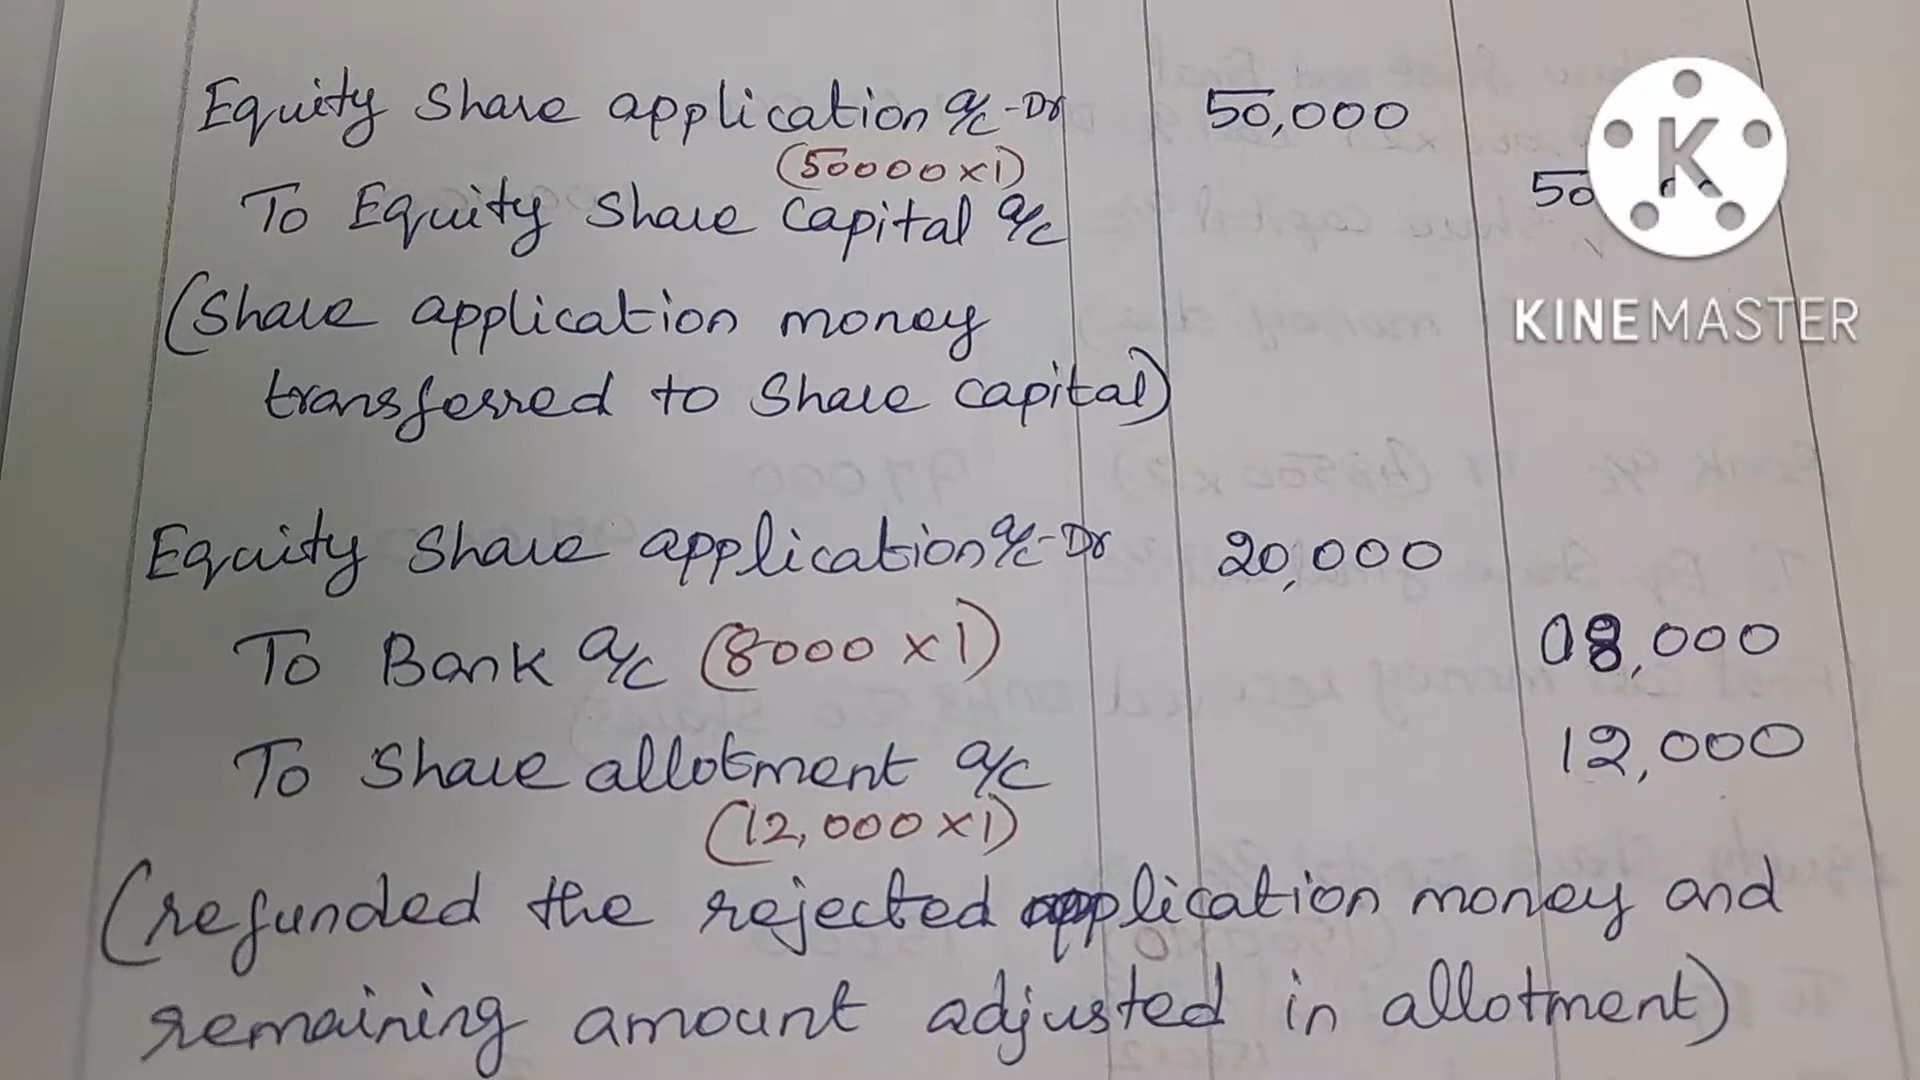 Equity Share application a/c - Dr 50,000
(50000 x 1)
To Equity Share Capital a/c 50
(Share application money
transferred to Share capital)
Equity Share application a/c - Dr 20,000
To Bank a/c (8000 x 1) 08,000
To Share allotment a/c 12,000
(12,000 x 1)
(refunded the rejected application money and
remaining amount adjusted in allotment)
K
KINEMASTER